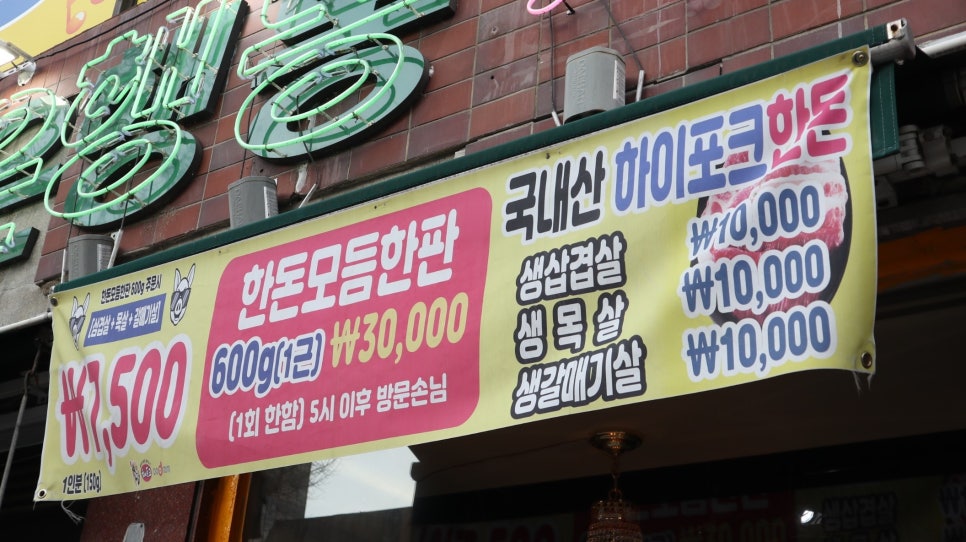 한돈모듬한판 600g 주문시
[삼겹살 + 목살 + 갈매기살]
₩7,500
1인분 (150g)
한돈모듬한판
600g(1근) ₩30,000
(1회 한함) 5시 이후 방문손님
국내산 하이포크한돈
생삼겹살 ₩10,000
생 목 살 ₩10,000
생갈매기살 ₩10,000